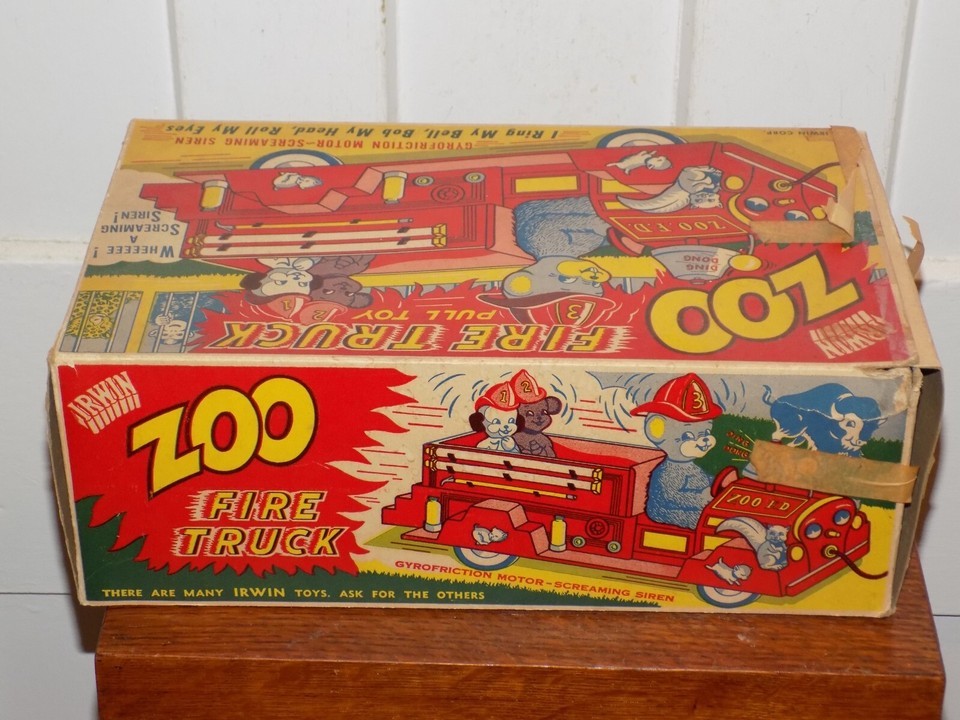 I Ring My Bell, Bob My Head, Roll My Eyes
GYROFRICTION MOTOR-SCREAMING SIREN
IRWIN CORP.
WHEEEEE!
A
SCREAMING
SIREN!
ZOO F D
DING
DONG
1
2
3
ZOO
FIRE TRUCK
PULL TOY
IRWIN
IRWIN
ZOO
FIRE
TRUCK
1
2
3
ZOO F D
GYROFRICTION MOTOR-SCREAMING SIREN
THERE ARE MANY IRWIN TOYS. ASK FOR THE OTHERS